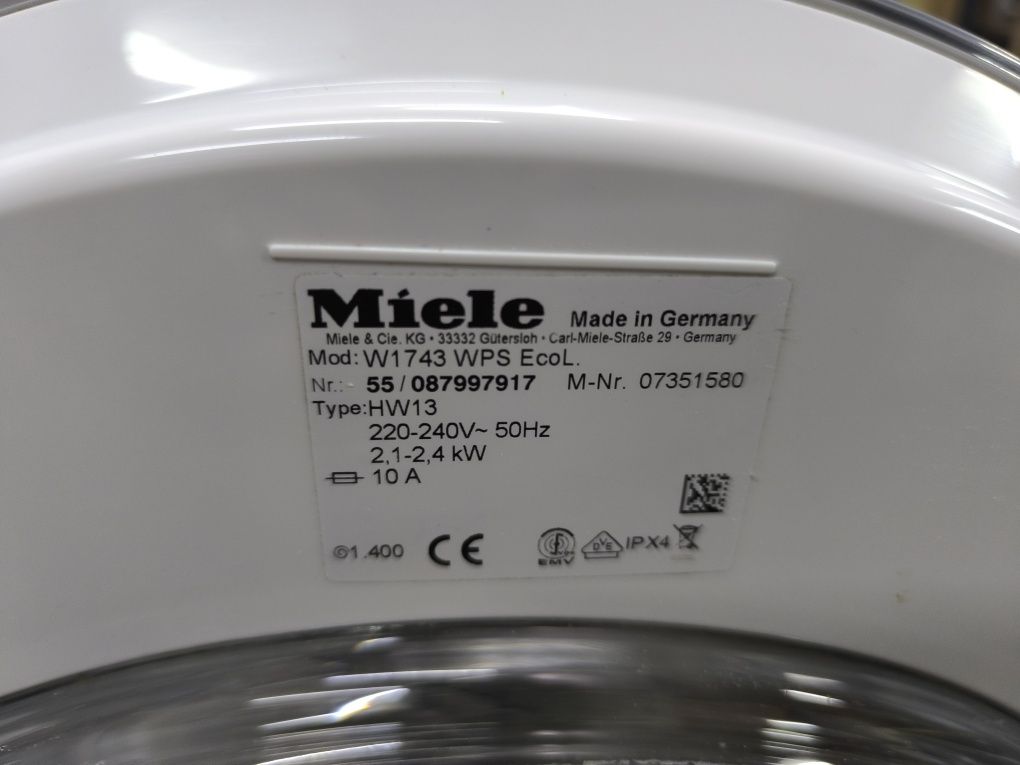 Miele Made in Germany
Miele & Cie. KG • 33332 Gütersloh • Carl-Miele-Straße 29 • Germany
Mod: W1743 WPS EcoL.
Nr.: 55 / 087997917 M-Nr. 07351580
Type: HW13
220-240V~ 50Hz
2,1-2,4 kW
10 A
1.400 CE EMV DVE IPX4